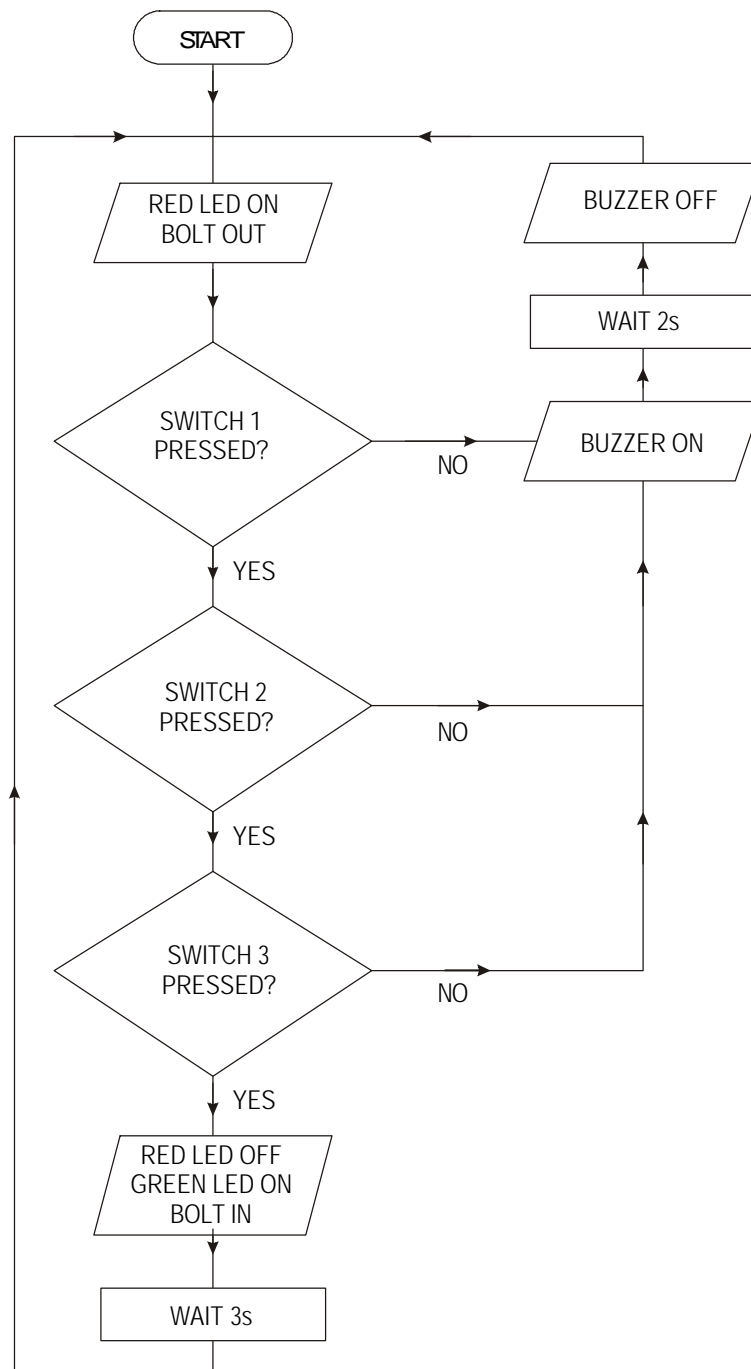 START
RED LED ON
BOLT OUT
BUZZER OFF
WAIT 2s
SWITCH 1
PRESSED?
NO
BUZZER ON
YES
SWITCH 2
PRESSED?
NO
YES
SWITCH 3
PRESSED?
NO
YES
RED LED OFF
GREEN LED ON
BOLT IN
WAIT 3s